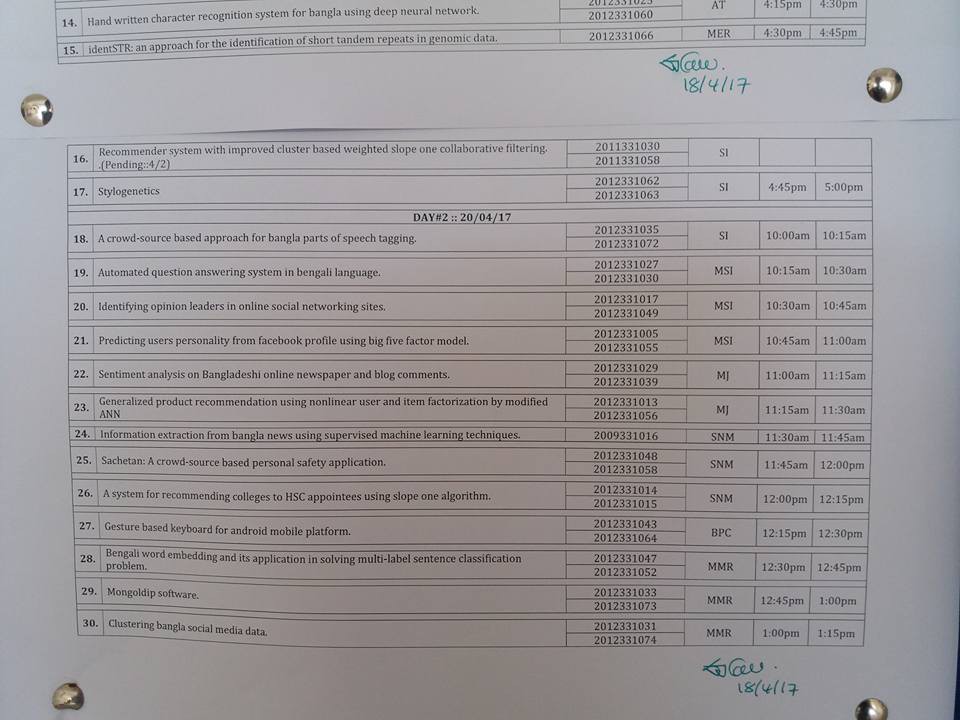 2012331025
14. Hand written character recognition system for bangla using deep neural network. AT 4:15pm 4:30pm
2012331060
15. identSTR: an approach for the identification of short tandem repeats in genomic data. 2012331066 MER 4:30pm 4:45pm
18/4/17
16. Recommender system with improved cluster based weighted slope one collaborative filtering. 2011331030 SI
.(Pending::4/2) 2011331058
17. Stylogenetics 2012331062 SI 4:45pm 5:00pm
2012331063
DAY#2 :: 20/04/17
18. A crowd-source based approach for bangla parts of speech tagging. 2012331035 SI 10:00am 10:15am
2012331072
19. Automated question answering system in bengali language. 2012331027 MSI 10:15am 10:30am
2012331030
20. Identifying opinion leaders in online social networking sites. 2012331017 MSI 10:30am 10:45am
2012331049
21. Predicting users personality from facebook profile using big five factor model. 2012331005 MSI 10:45am 11:00am
2012331055
22. Sentiment analysis on Bangladeshi online newspaper and blog comments. 2012331029 MJ 11:00am 11:15am
2012331039
23. Generalized product recommendation using nonlinear user and item factorization by modified 2012331013 MJ 11:15am 11:30am
ANN 2012331056
24. Information extraction from bangla news using supervised machine learning techniques. 2009331016 SNM 11:30am 11:45am
25. Sachetan: A crowd-source based personal safety application. 2012331048 SNM 11:45am 12:00pm
2012331058
26. A system for recommending colleges to HSC appointees using slope one algorithm. 2012331014 SNM 12:00pm 12:15pm
2012331015
27. Gesture based keyboard for android mobile platform. 2012331043 BPC 12:15pm 12:30pm
2012331064
28. Bengali word embedding and its application in solving multi-label sentence classification 2012331047 MMR 12:30pm 12:45pm
problem. 2012331052
29. Mongoldip software. 2012331033 MMR 12:45pm 1:00pm
2012331073
30. Clustering bangla social media data. 2012331031 MMR 1:00pm 1:15pm
2012331074
18/4/17